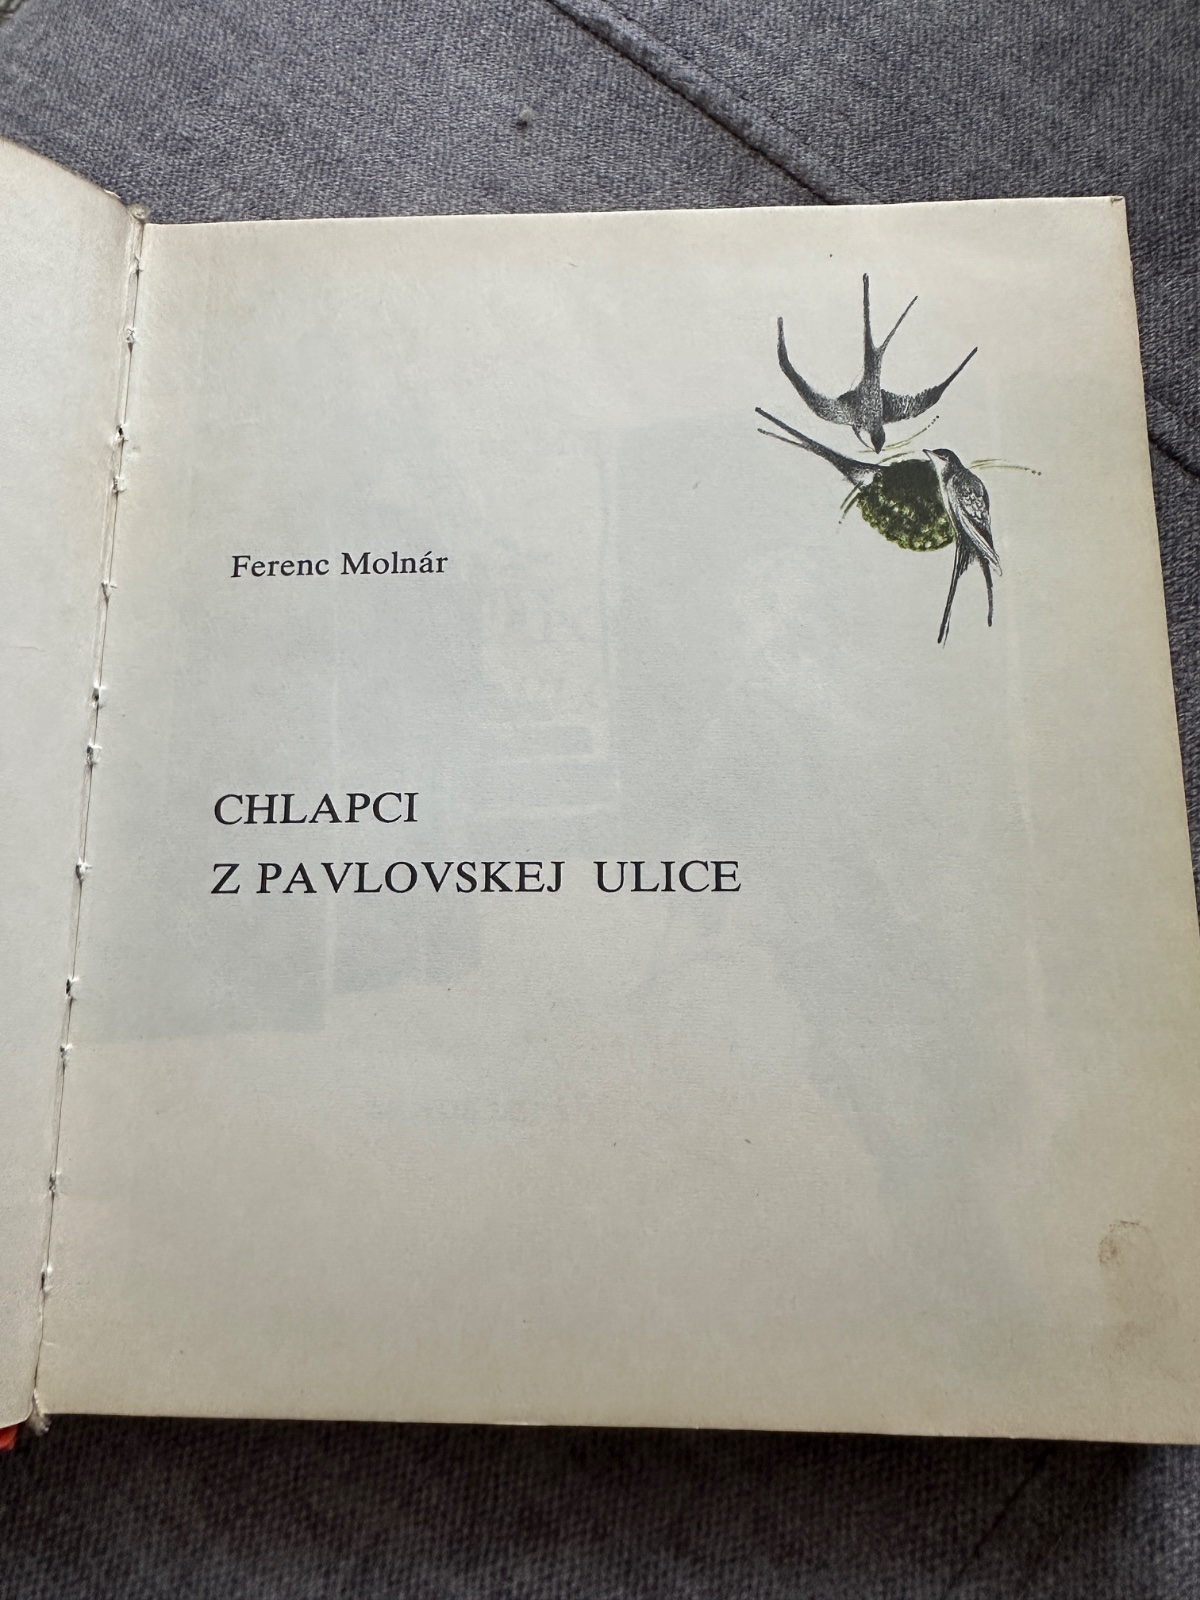 Ferenc Molnár
CHLAPCI
Z PAVLOVSKEJ ULICE